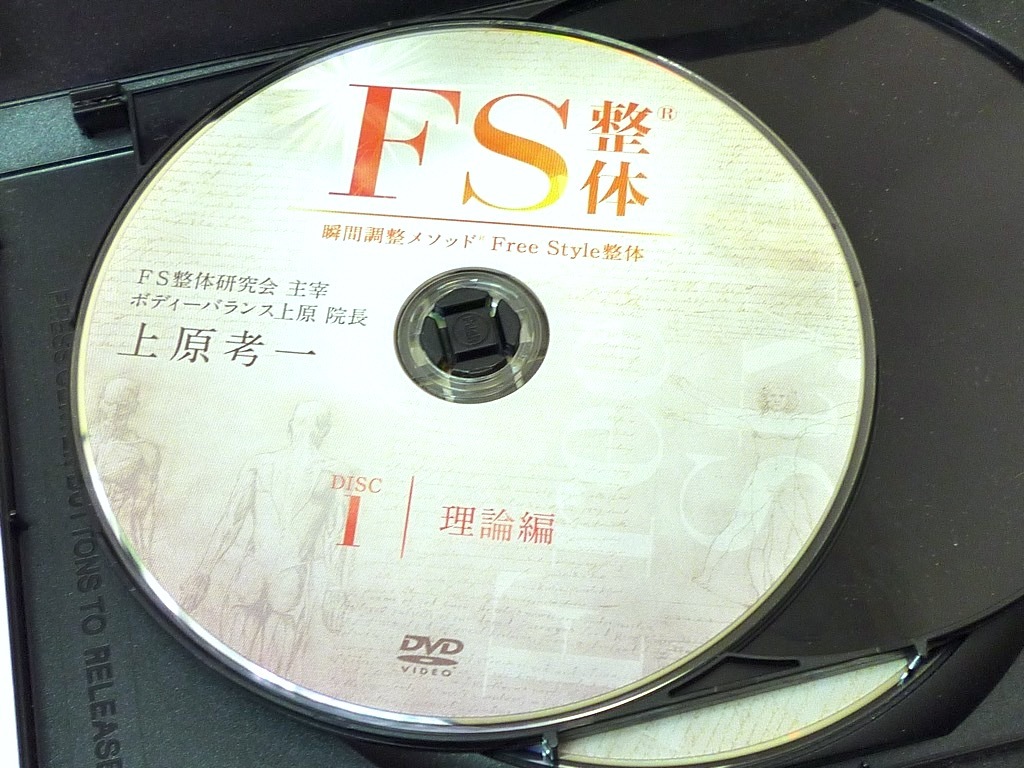 FS整体®
瞬間調整メソッド® Free Style整体
FS整体研究会 主宰
ボディーバランス上原 院長
上原考一
DISC
1
理論編
DVD
VIDEO
TO RELEASE